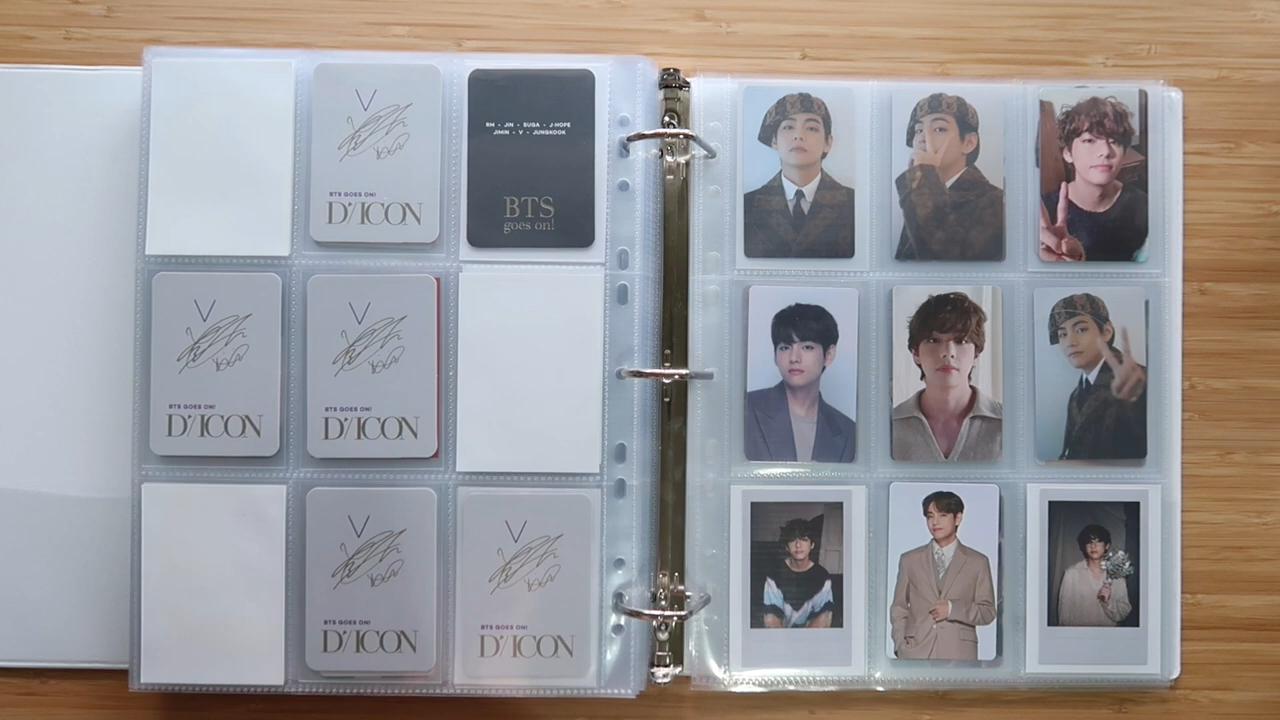 V
BTS GOES ON!
D'/ICON
RM • JIN • SUGA • J-HOPE
JIMIN • V • JUNGKOOK
BTS
goes on!
V
BTS GOES ON!
D'/ICON
V
BTS GOES ON!
D'/ICON
V
BTS GOES ON!
D'/ICON
V
BTS GOES ON!
D'/ICON